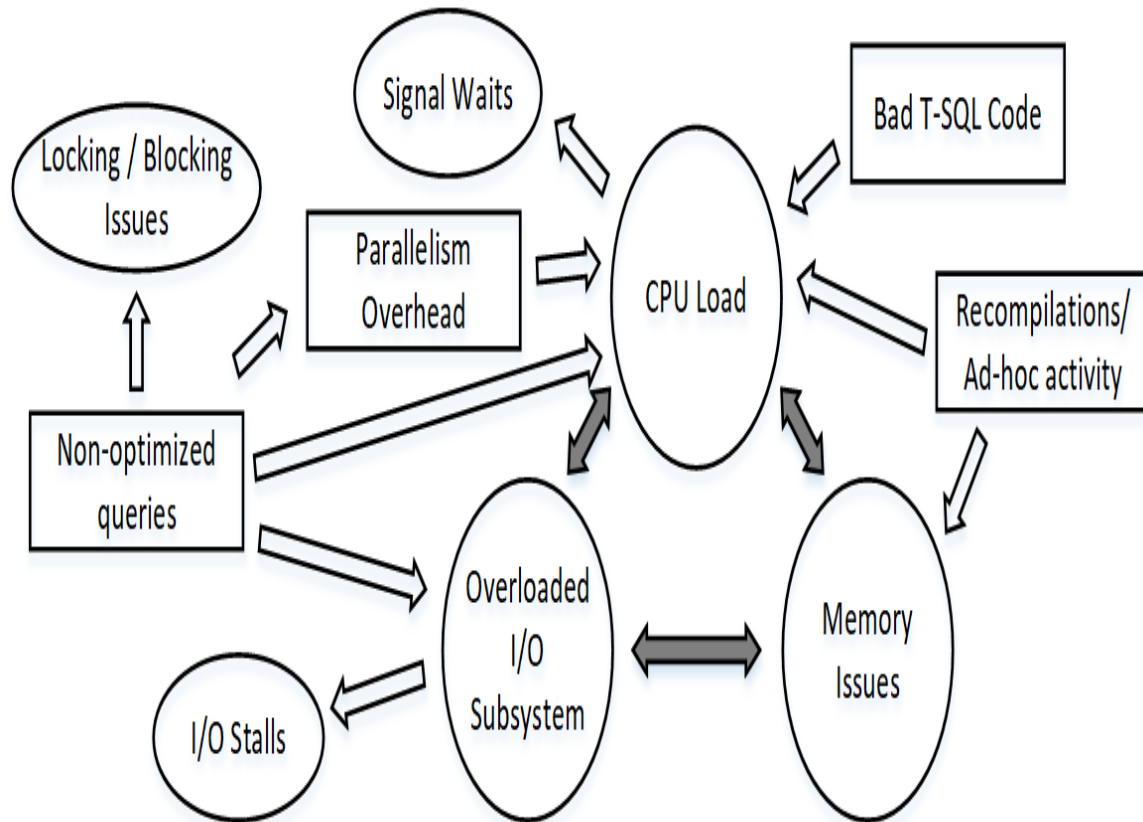 Signal Waits
Bad T-SQL Code
Locking / Blocking
Issues
Parallelism
Overhead
CPU Load
Recompilations/
Ad-hoc activity
Non-optimized
queries
Overloaded
I/O
Subsystem
Memory
Issues
I/O Stalls